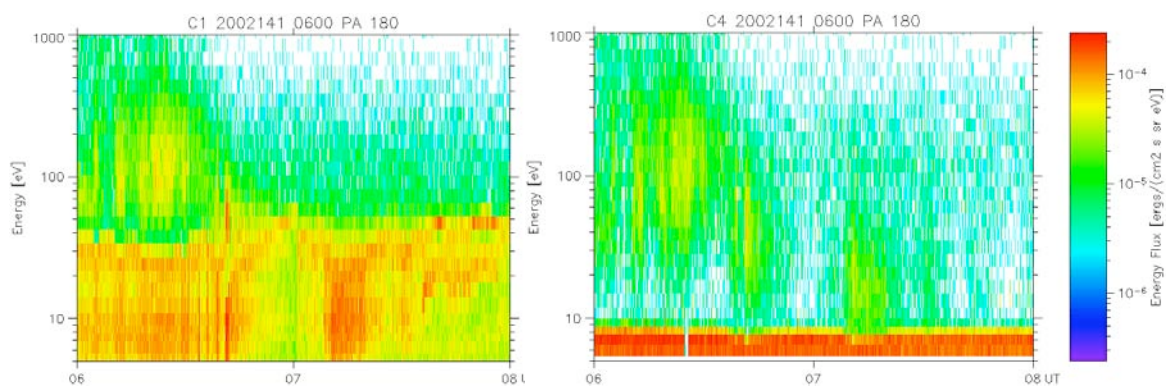 C1 2002141 0600 PA 180
1000
100
10
Energy [eV]
06
07
08 U
C4 2002141 0600 PA 180
1000
100
10
Energy [eV]
06
07
08 UT
10⁻⁴
10⁻⁵
10⁻⁶
Energy Flux [ergs/(cm2 s sr eV)]